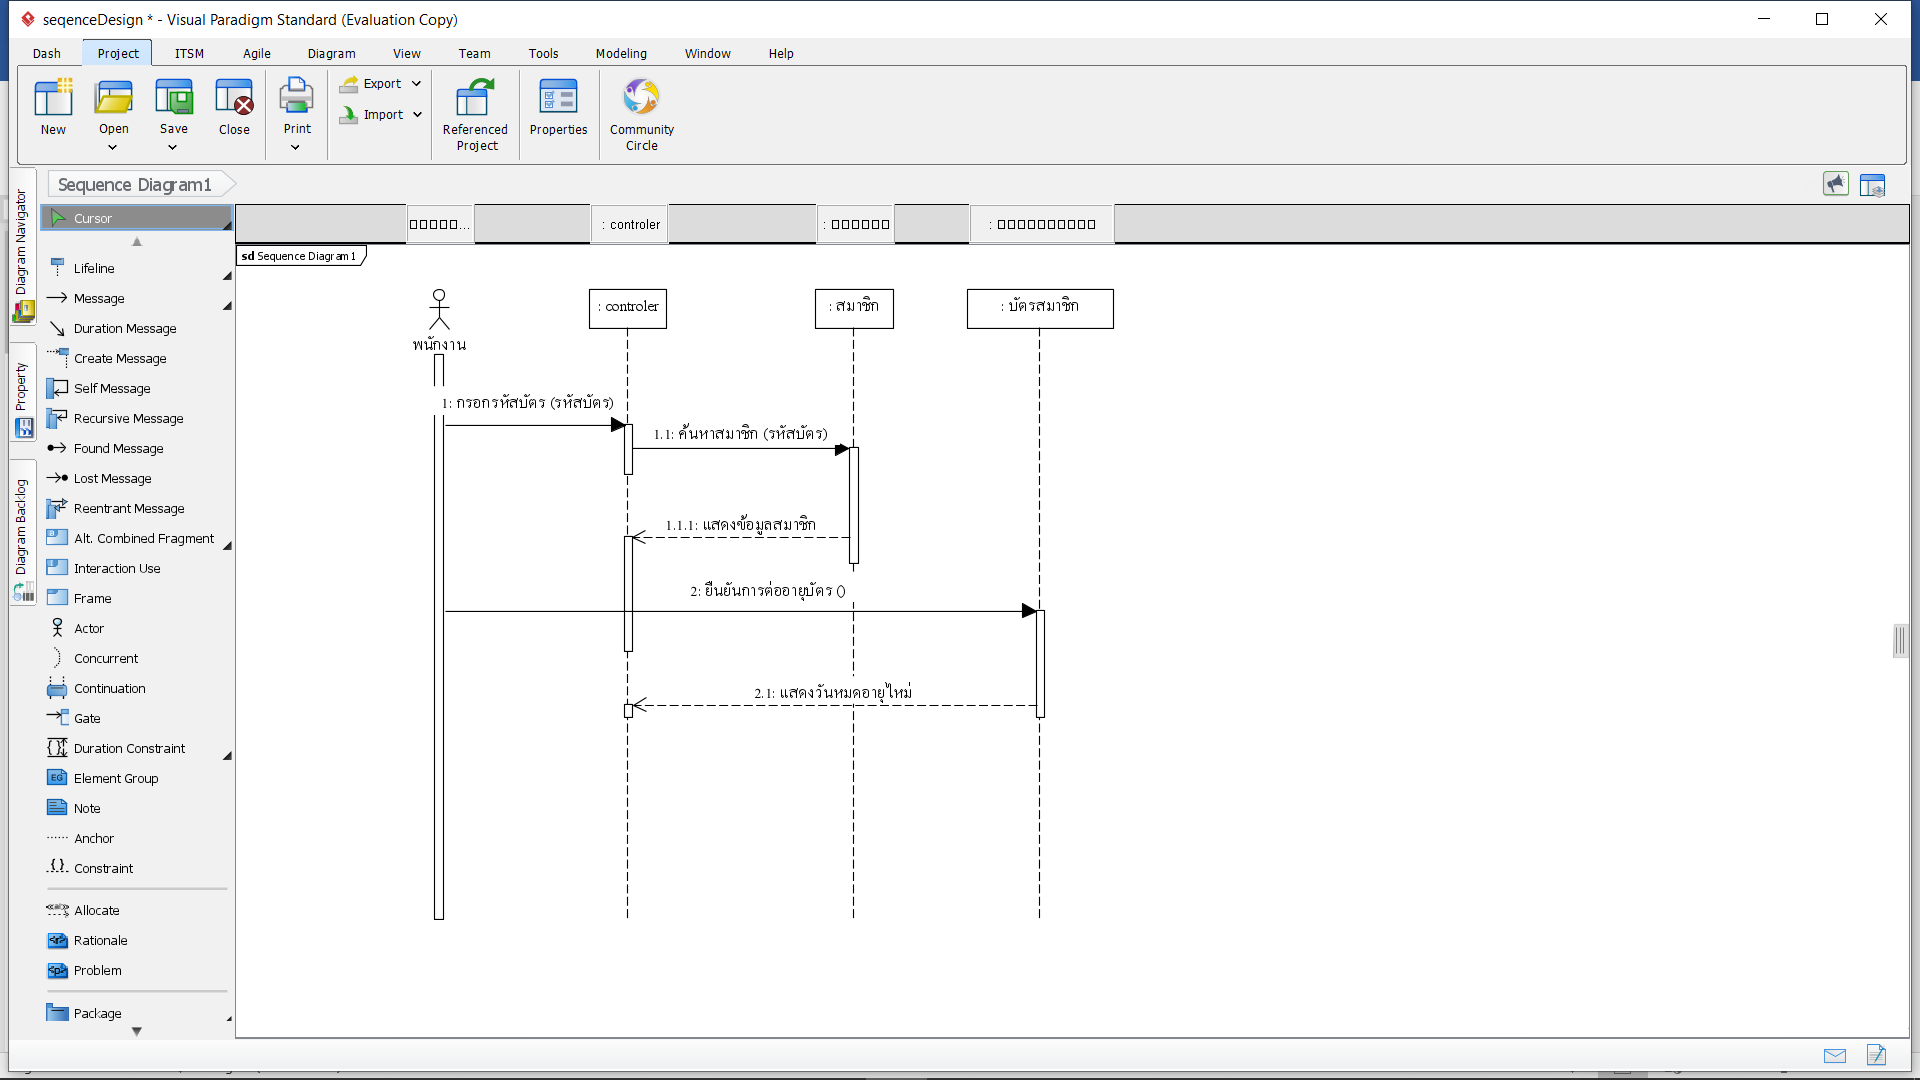 seqenceDesign * - Visual Paradigm Standard (Evaluation Copy)
Dash Project ITSM Agile Diagram View Team Tools Modeling Window Help
New Open Save Close Print Export Import Referenced Project Properties Community Circle
Sequence Diagram1
Diagram Navigator
Property
Diagram Backlog
Cursor
Lifeline
Message
Duration Message
Create Message
Self Message
Recursive Message
Found Message
Lost Message
Reentrant Message
Alt. Combined Fragment
Interaction Use
Frame
Actor
Concurrent
Continuation
Gate
Duration Constraint
Element Group
Note
Anchor
Constraint
Allocate
Rationale
Problem
Package
: controler
sd Sequence Diagram1
: controler : สมาชิก : บัตรสมาชิก
พนักงาน
1: กรอกรหัสบัตร (รหัสบัตร)
1.1: ค้นหาสมาชิก (รหัสบัตร)
1.1.1: แสดงข้อมูลสมาชิก
2: ยืนยันการต่ออายุบัตร ()
2.1: แสดงวันหมดอายุใหม่